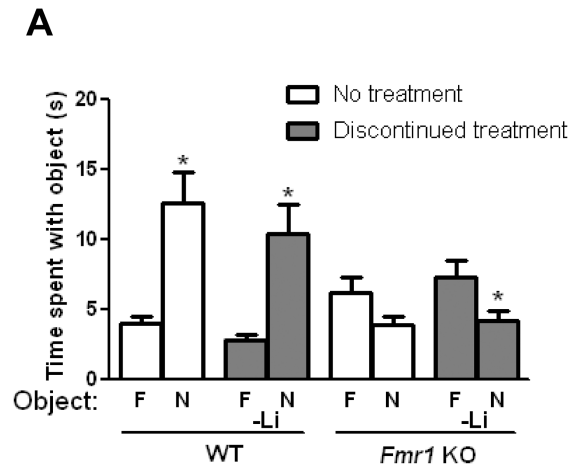 A
Time spent with object (s)
20
15
10
5
0
No treatment
Discontinued treatment
*
*
*
Object: F N F N F N F N
-Li -Li
WT Fmr1 KO